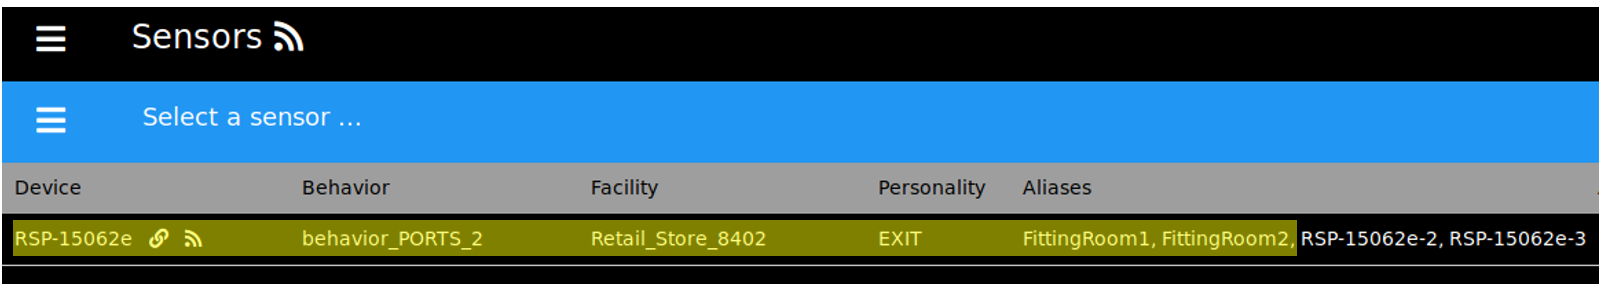 Sensors
Select a sensor ...
Device Behavior Facility Personality Aliases
RSP-15062e behavior_PORTS_2 Retail_Store_8402 EXIT FittingRoom1, FittingRoom2, RSP-15062e-2, RSP-15062e-3